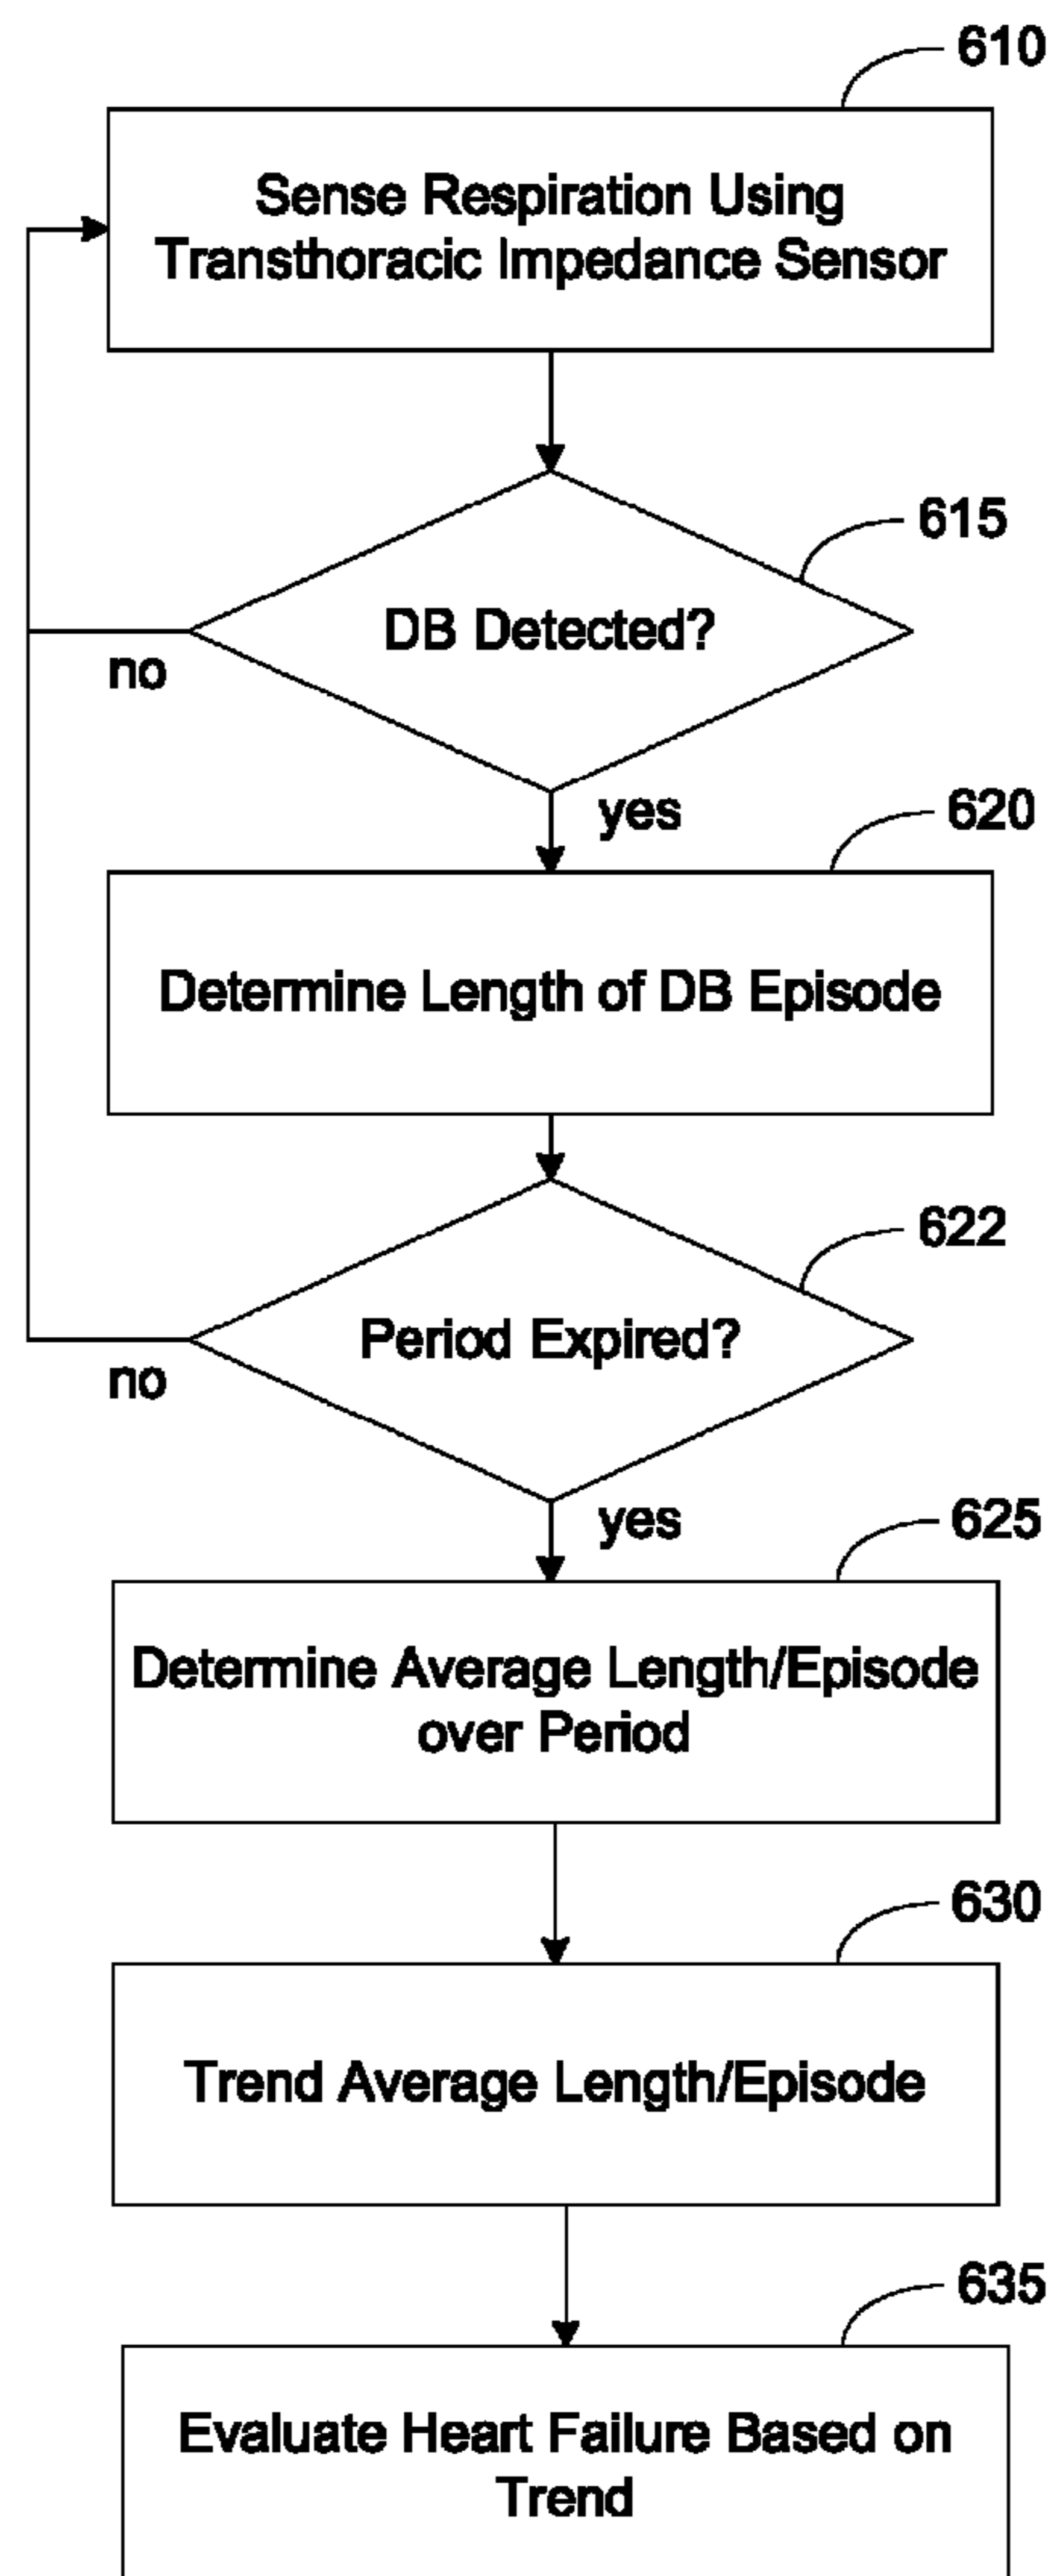 610
Sense Respiration Using
Transthoracic Impedance Sensor
615
DB Detected?
no
yes
620
Determine Length of DB Episode
622
Period Expired?
no
yes
625
Determine Average Length/Episode
over Period
630
Trend Average Length/Episode
635
Evaluate Heart Failure Based on
Trend